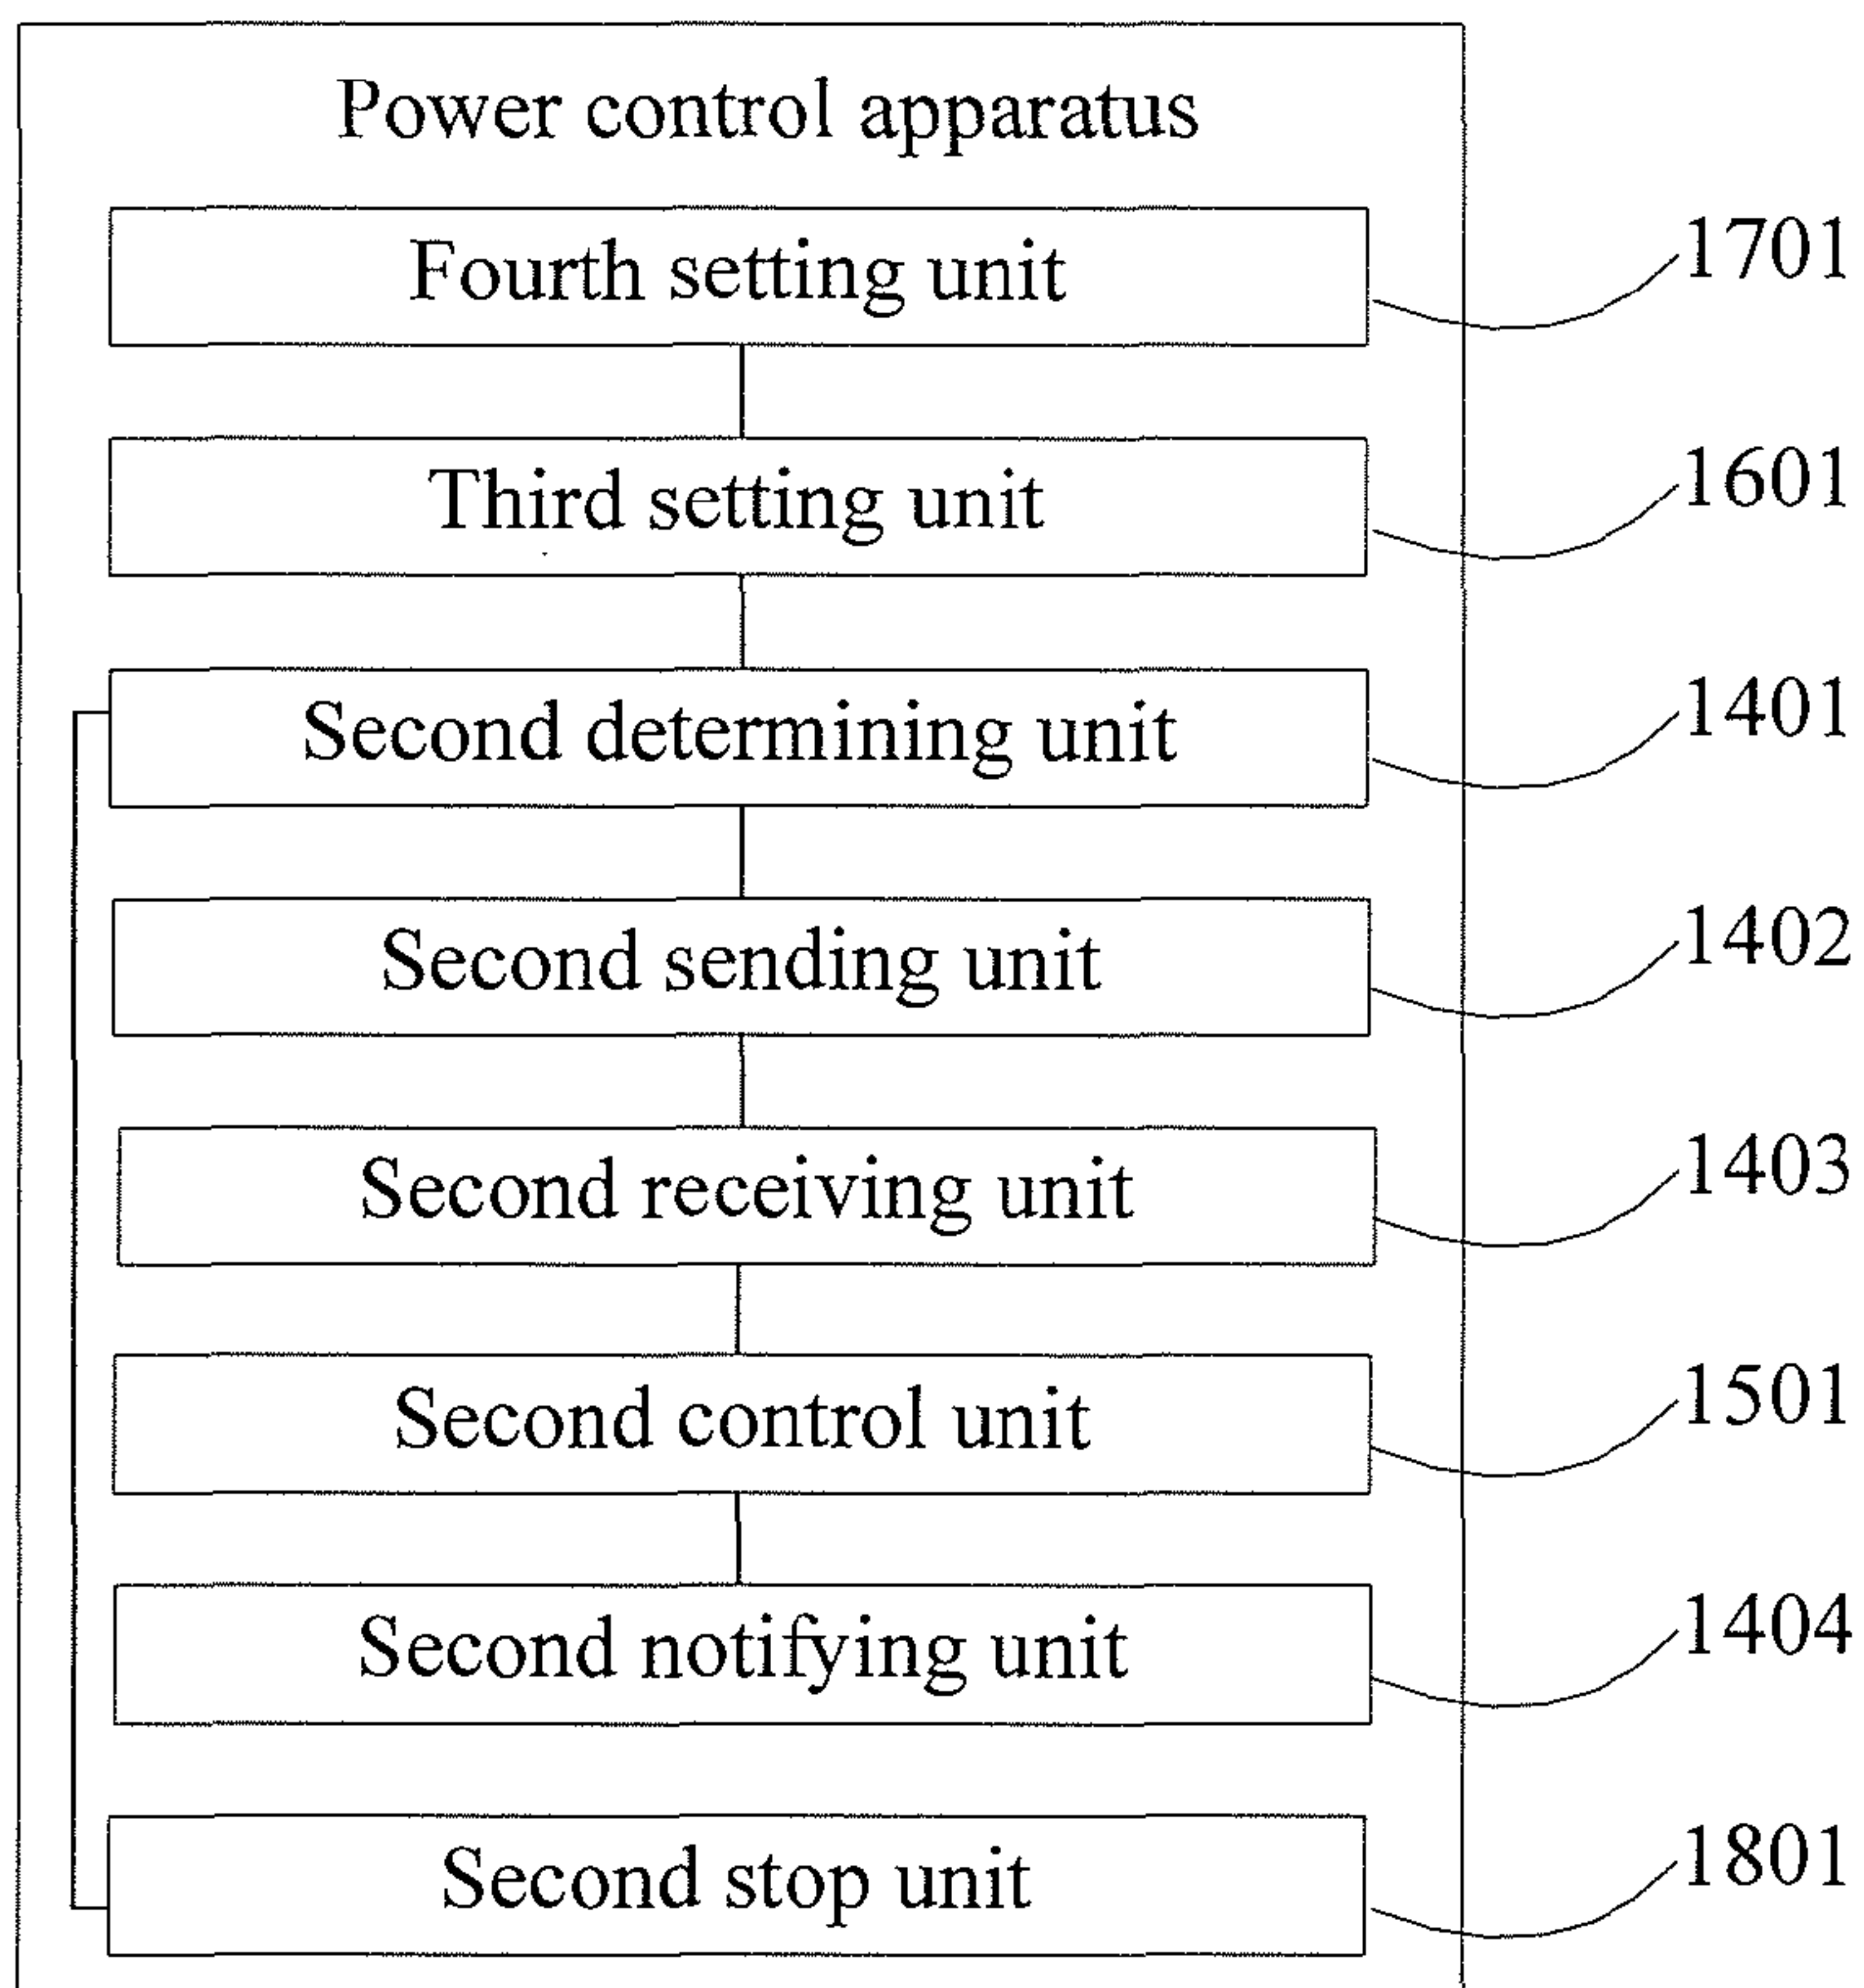 Power control apparatus
Fourth setting unit 1701
Third setting unit 1601
Second determining unit 1401
Second sending unit 1402
Second receiving unit 1403
Second control unit 1501
Second notifying unit 1404
Second stop unit 1801